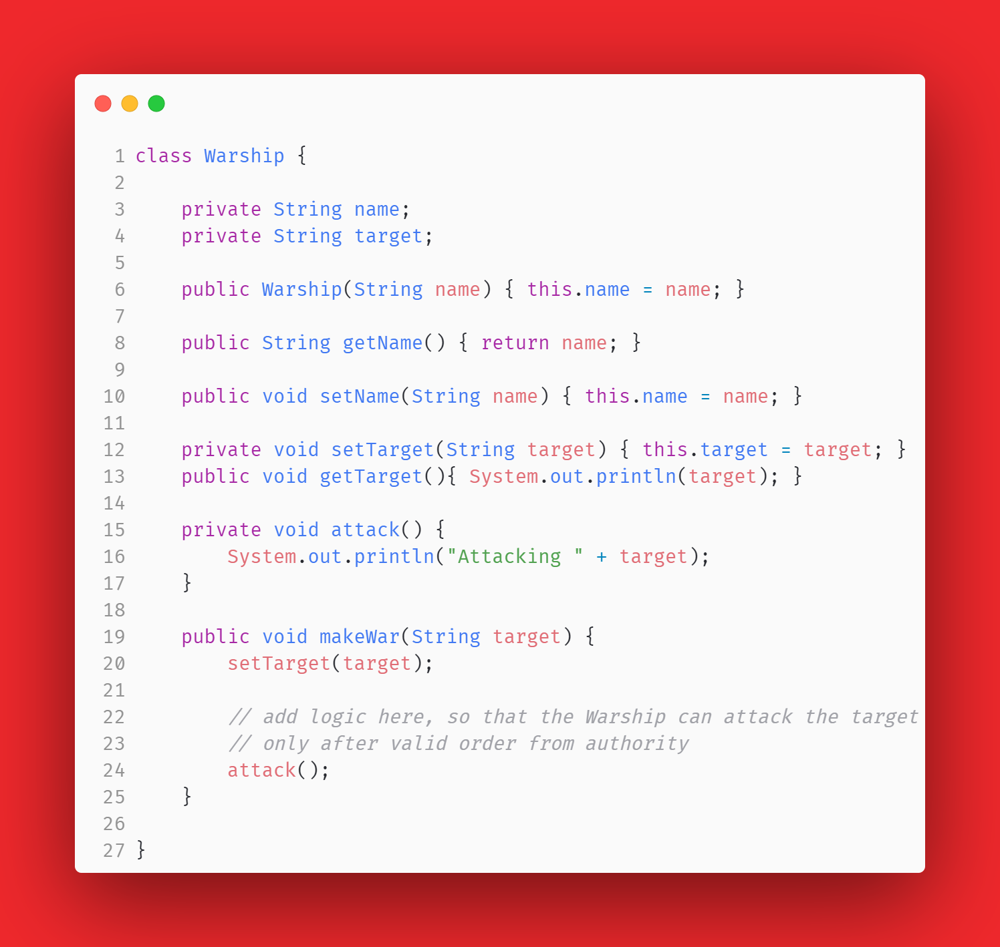 1 class Warship {
2
3     private String name;
4     private String target;
5
6     public Warship(String name) { this.name = name; }
7
8     public String getName() { return name; }
9
10     public void setName(String name) { this.name = name; }
11
12     private void setTarget(String target) { this.target = target; }
13     public void getTarget(){ System.out.println(target); }
14
15     private void attack() {
16         System.out.println("Attacking " + target);
17     }
18
19     public void makeWar(String target) {
20         setTarget(target);
21
22         // add logic here, so that the Warship can attack the target
23         // only after valid order from authority
24         attack();
25     }
26
27 }